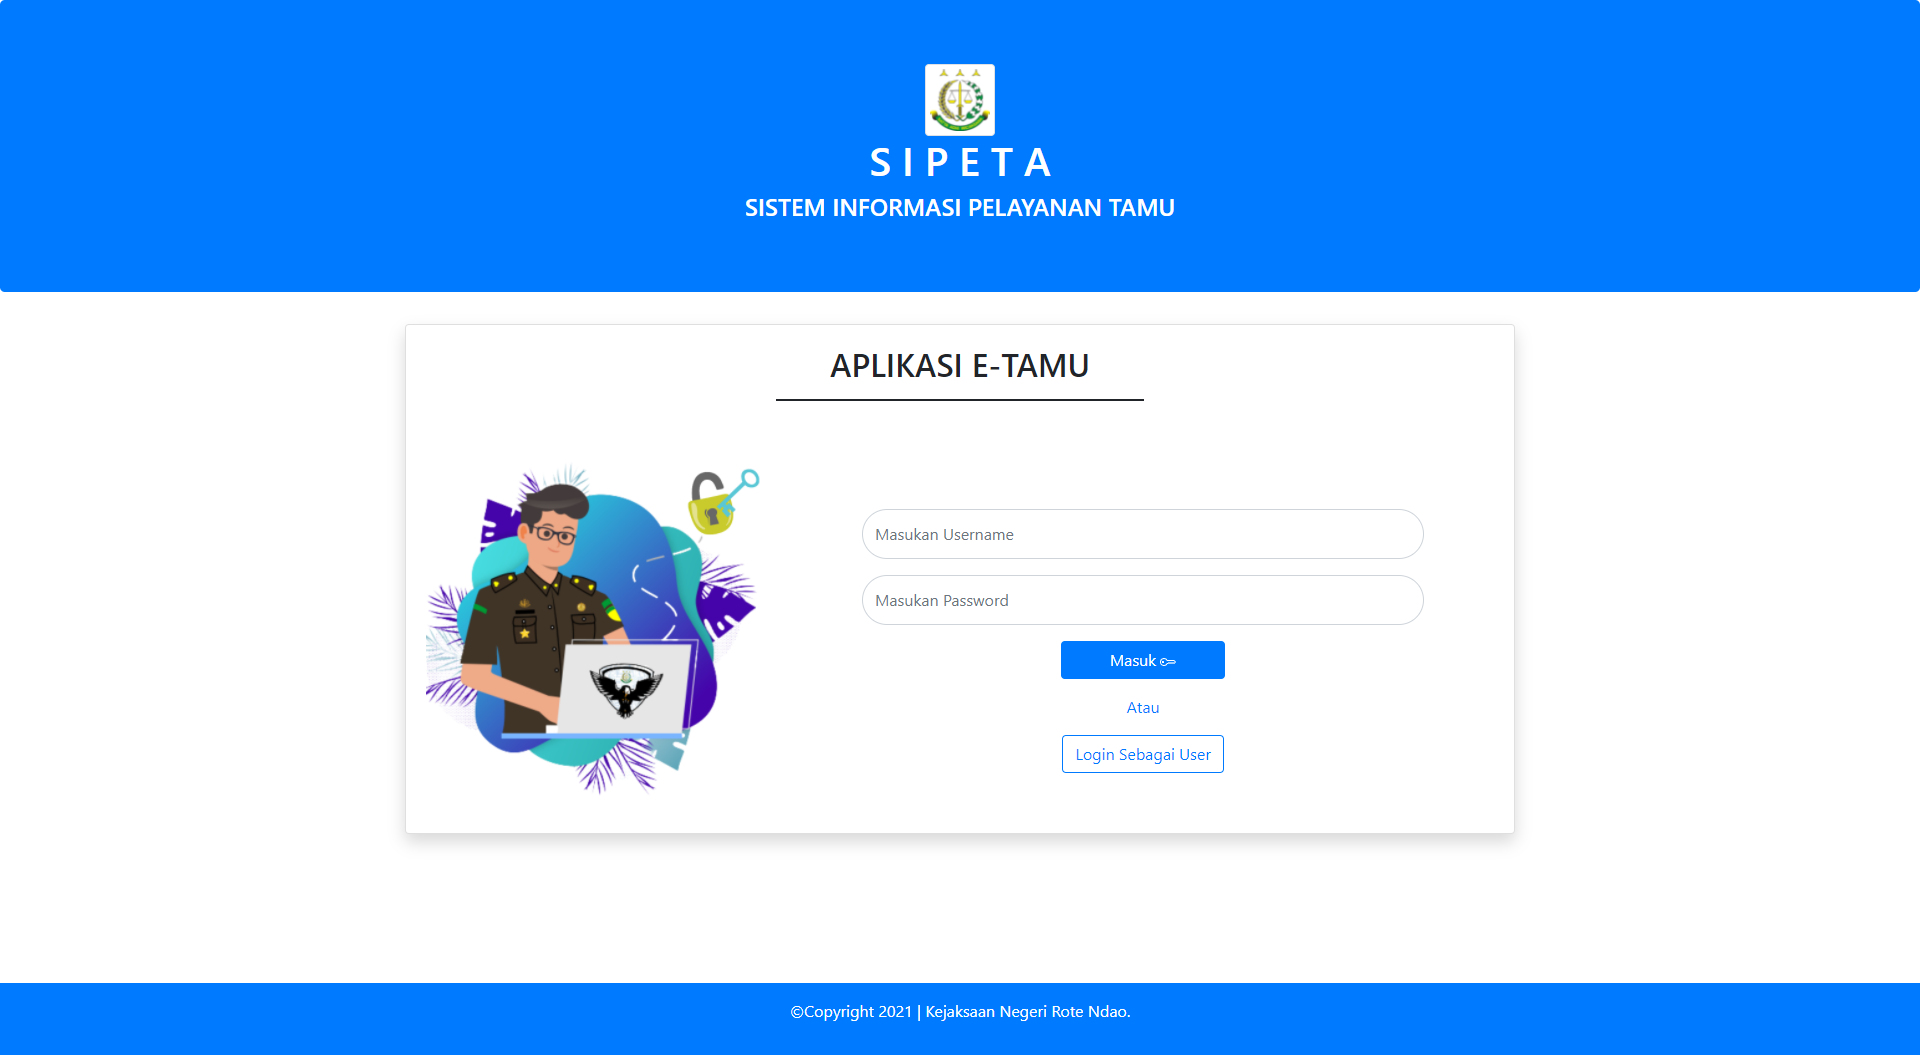 S I P E T A
SISTEM INFORMASI PELAYANAN TAMU
APLIKASI E-TAMU
Masukan Username
Masukan Password
Masuk
Atau
Login Sebagai User
©Copyright 2021 | Kejaksaan Negeri Rote Ndao.